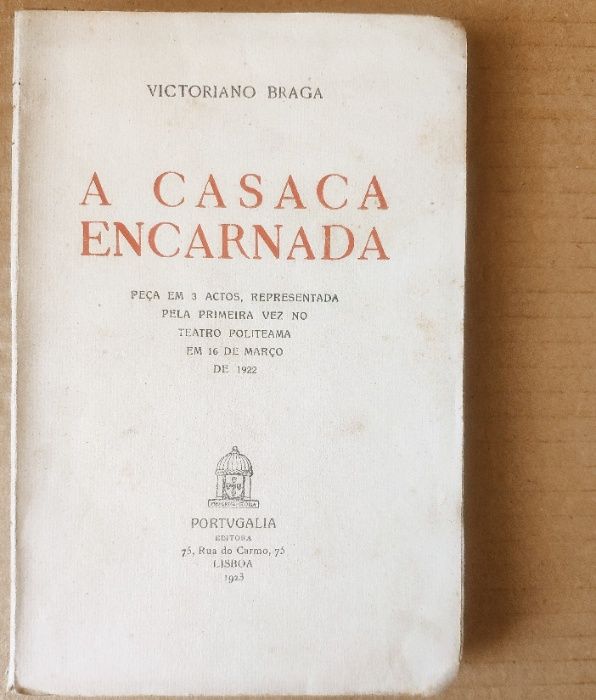 VICTORIANO BRAGA
A CASACA
ENCARNADA
PEÇA EM 3 ACTOS, REPRESENTADA
PELA PRIMEIRA VEZ NO
TEATRO POLITEAMA
EM 16 DE MARÇO
DE 1922
PORTVGALIA
EDITORA
75, Rua do Carmo, 75
LISBOA
1923